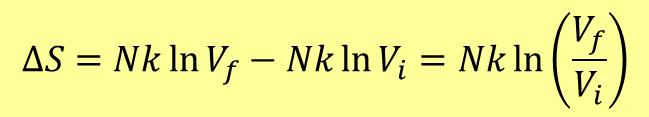 ΔS = Nk ln V_f − Nk ln V_i = Nk ln (V_f / V_i)